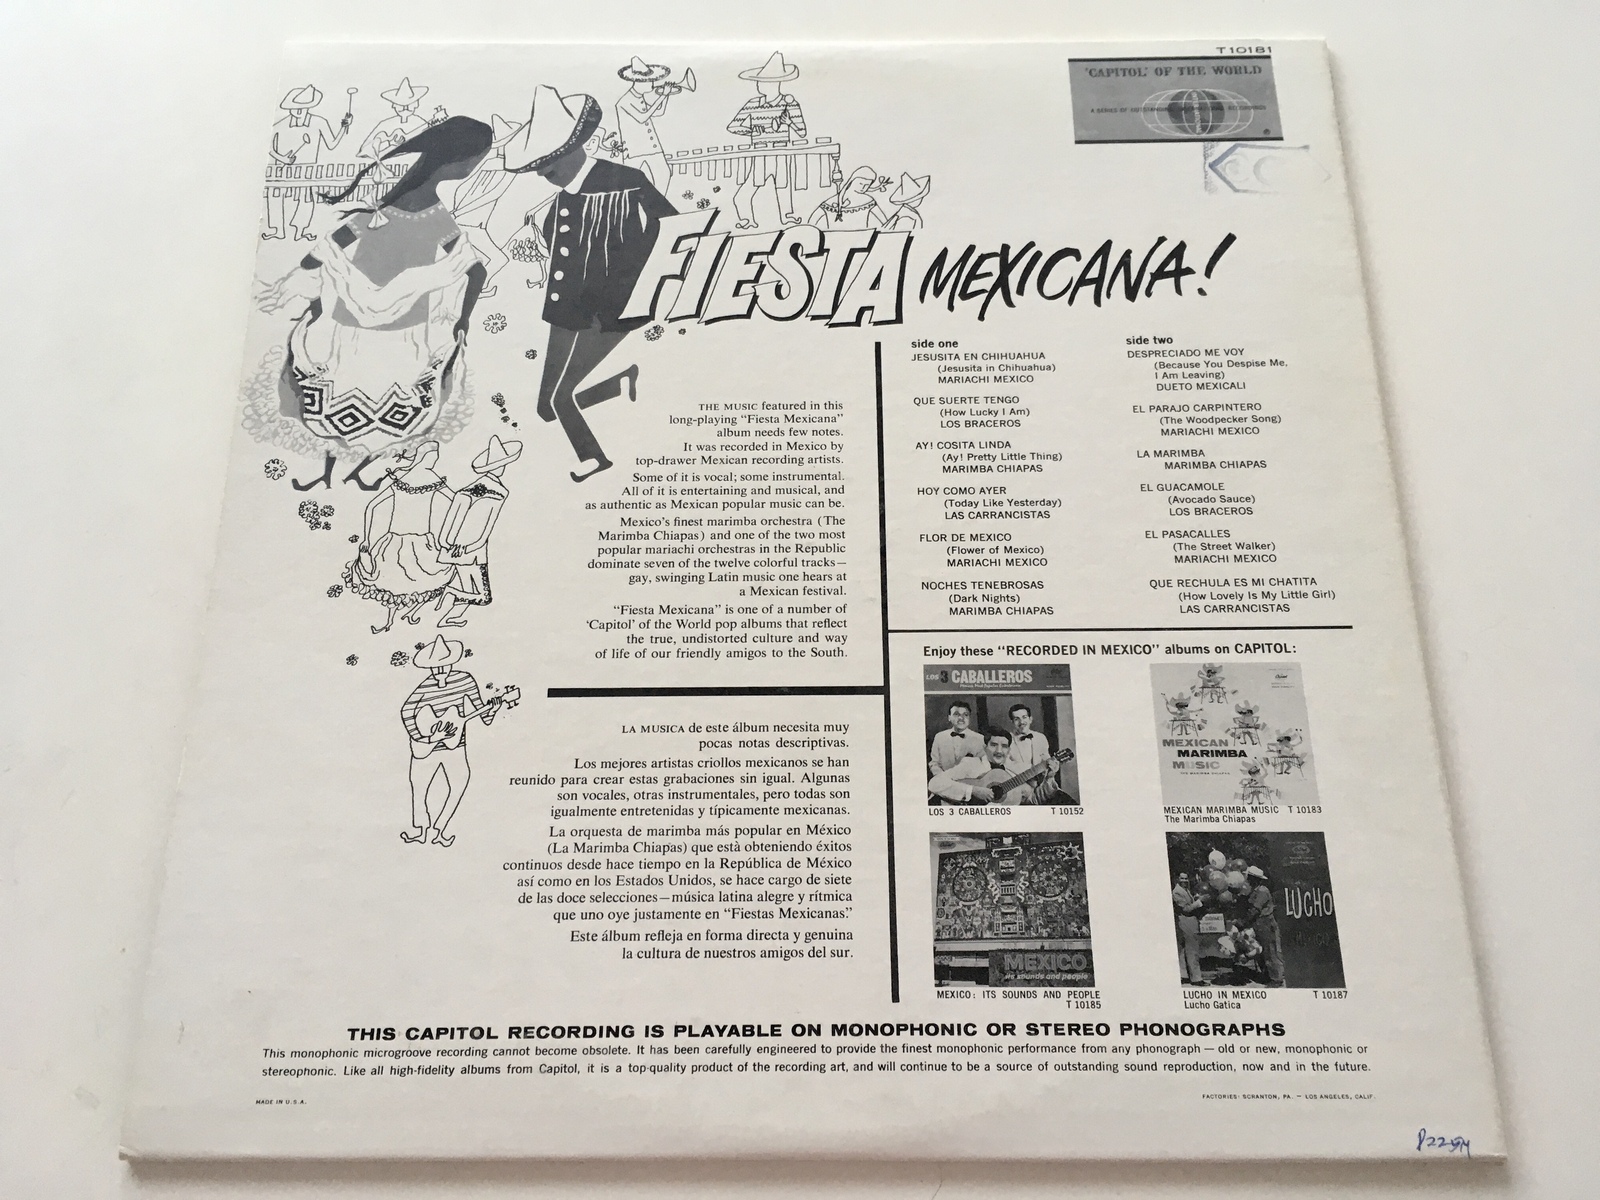 T 10181
'CAPITOL' OF THE WORLD
A SERIES OF OUTSTANDING RECORDINGS
FIESTA MEXICANA!
side one
JESUSITA EN CHIHUAHUA
(Jesusita in Chihuahua)
MARIACHI MEXICO
QUE SUERTE TENGO
(How Lucky I Am)
LOS BRACEROS
AY! COSITA LINDA
(Ay! Pretty Little Thing)
MARIMBA CHIAPAS
HOY COMO AYER
(Today Like Yesterday)
LAS CARRANCISTAS
FLOR DE MEXICO
(Flower of Mexico)
MARIACHI MEXICO
NOCHES TENEBROSAS
(Dark Nights)
MARIMBA CHIAPAS
side two
DESPRECIADO ME VOY
(Because You Despise Me,
I Am Leaving)
DUETO MEXICALI
EL PARAJO CARPINTERO
(The Woodpecker Song)
MARIACHI MEXICO
LA MARIMBA
MARIMBA CHIAPAS
EL GUACAMOLE
(Avocado Sauce)
LOS BRACEROS
EL PASACALLES
(The Street Walker)
MARIACHI MEXICO
QUE RECHULA ES MI CHATITA
(How Lovely Is My Little Girl)
LAS CARRANCISTAS
THE MUSIC featured in this
long-playing “Fiesta Mexicana”
album needs few notes.
It was recorded in Mexico by
top-drawer Mexican recording artists.
Some of it is vocal; some instrumental.
All of it is entertaining and musical, and
as authentic as Mexican popular music can be.
Mexico's finest marimba orchestra (The
Marimba Chiapas) and one of the two most
popular mariachi orchestras in the Republic
dominate seven of the twelve colorful tracks—
gay, swinging Latin music one hears at
a Mexican festival.
“Fiesta Mexicana” is one of a number of
'Capitol' of the World pop albums that reflect
the true, undistorted culture and way
of life of our friendly amigos to the South.
LA MUSICA de este álbum necesita muy
pocas notas descriptivas.
Los mejores artistas criollos mexicanos se han
reunido para crear estas grabaciones sin igual. Algunas
son vocales, otras instrumentales, pero todas son
igualmente entretenidas y típicamente mexicanas.
La orquesta de marimba más popular en México
(La Marimba Chiapas) que està obteniendo éxitos
continuos desde hace tiempo en la República de México
así como en los Estados Unidos, se hace cargo de siete
de las doce selecciones—música latina alegre y rítmica
que uno oye justamente en “Fiestas Mexicanas.”
Este álbum refleja en forma directa y genuina
la cultura de nuestros amigos del sur.
Enjoy these "RECORDED IN MEXICO" albums on CAPITOL:
LOS 3 CABALLEROS
LOS 3 CABALLEROS T 10152
MEXICAN
MARIMBA
MUSIC
MEXICAN MARIMBA MUSIC T 10183
The Marimba Chiapas
MEXICO
its sounds and people
MEXICO: ITS SOUNDS AND PEOPLE
T 10185
LUCHO
LUCHO IN MEXICO T 10187
Lucho Gatica
THIS CAPITOL RECORDING IS PLAYABLE ON MONOPHONIC OR STEREO PHONOGRAPHS
This monophonic microgroove recording cannot become obsolete. It has been carefully engineered to provide the finest monophonic performance from any phonograph — old or new, monophonic or
stereophonic. Like all high-fidelity albums from Capitol, it is a top-quality product of the recording art, and will continue to be a source of outstanding sound reproduction, now and in the future.
MADE IN U.S.A.
FACTORIES: SCRANTON, PA. — LOS ANGELES, CALIF.